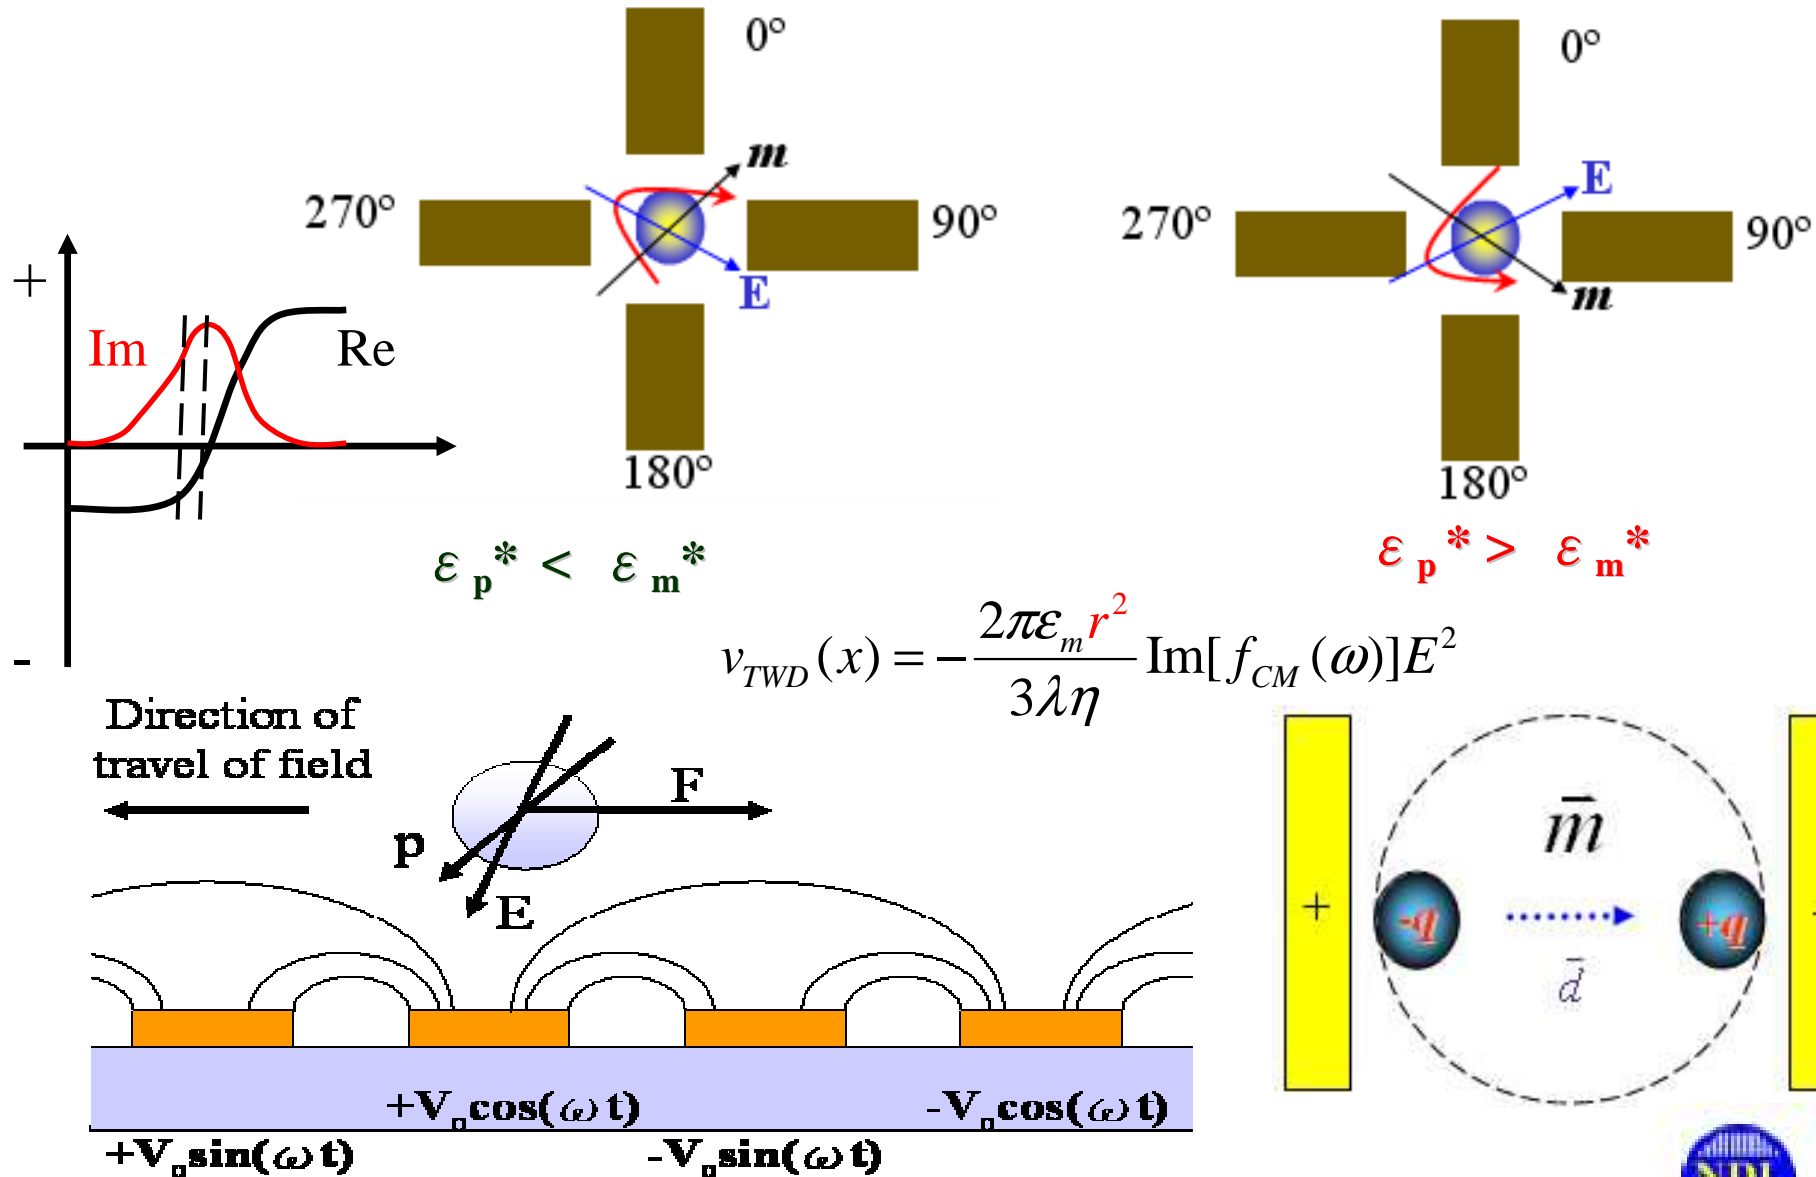 0°
m
270°
90°
E
180°
0°
E
270°
90°
m
180°
+
Im
Re
-
ε p* < ε m*
ε p* > ε m*
v_TWD(x) = - 2πε_m r² / 3λη Im[f_CM(ω)]E²
Direction of
travel of field
F
p
E
+V₀cos(ωt)
-V₀cos(ωt)
+V₀sin(ωt)
-V₀sin(ωt)
m̄
+
-q
+q
d̄